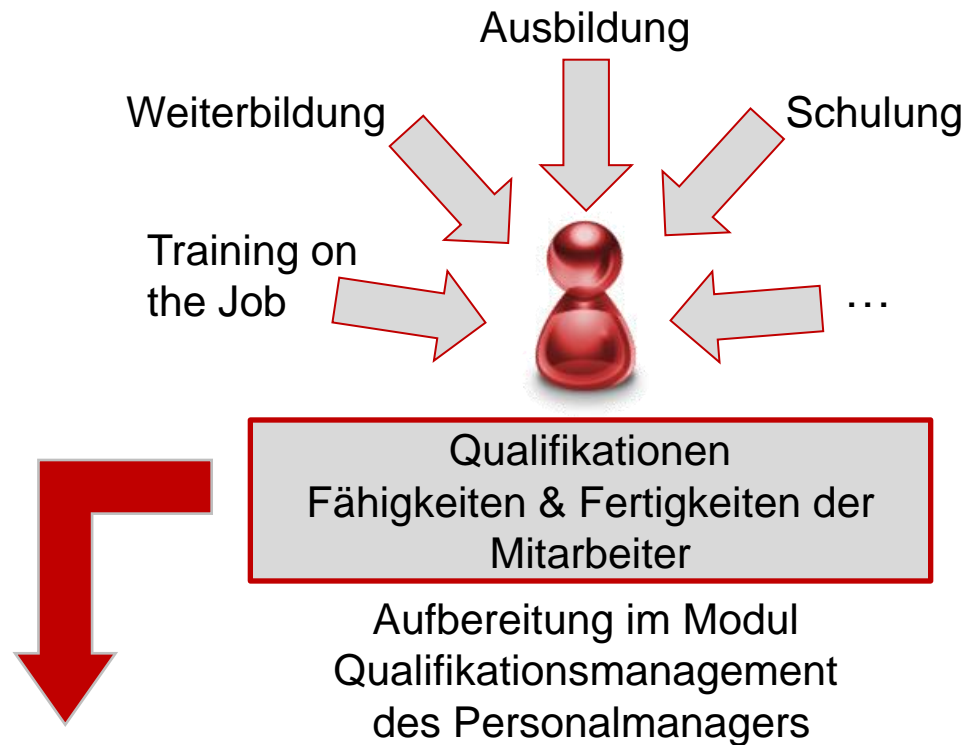 Ausbildung
Weiterbildung
Schulung
Training on
the Job
…
Qualifikationen
Fähigkeiten & Fertigkeiten der
Mitarbeiter
Aufbereitung im Modul
Qualifikationsmanagement
des Personalmanagers